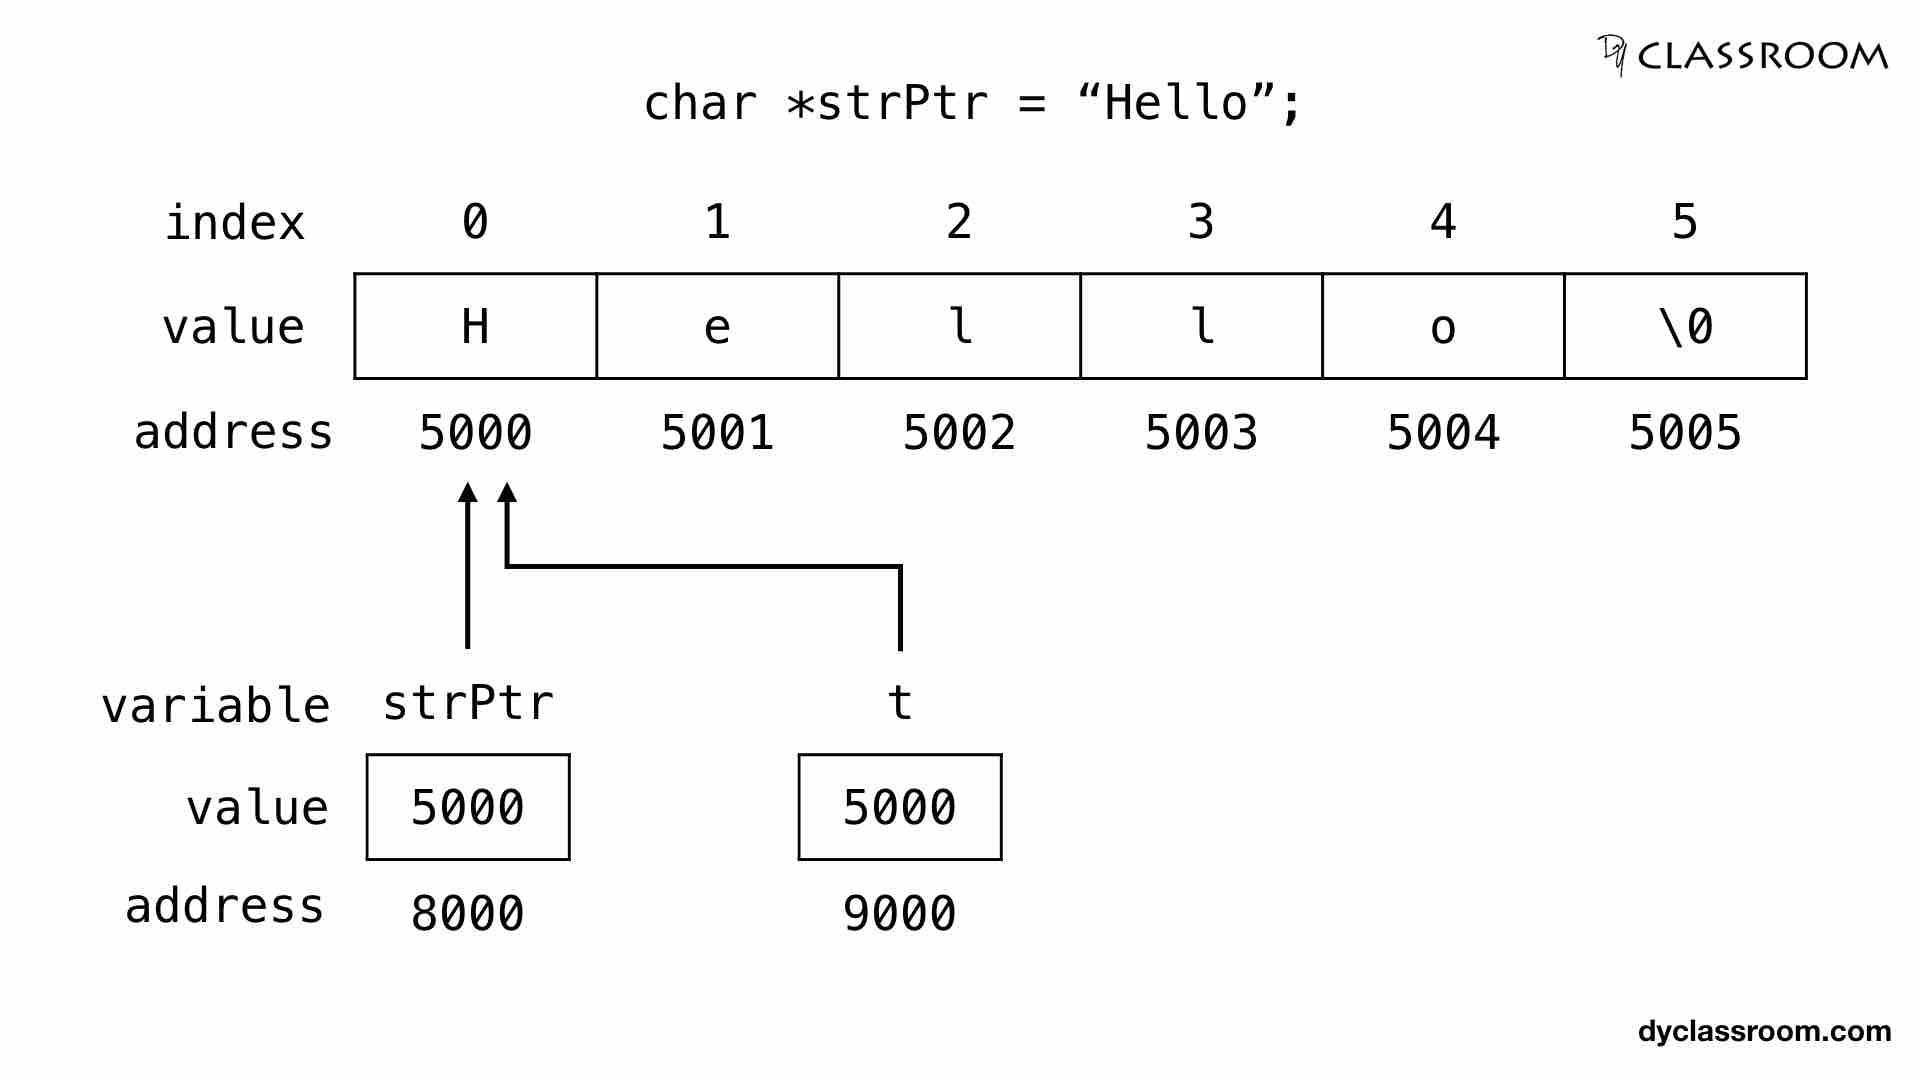 DY CLASSROOM
char *strPtr = “Hello”;
index 0 1 2 3 4 5
value H e l l o \0
address 5000 5001 5002 5003 5004 5005
variable strPtr t
value 5000 5000
address 8000 9000
dyclassroom.com